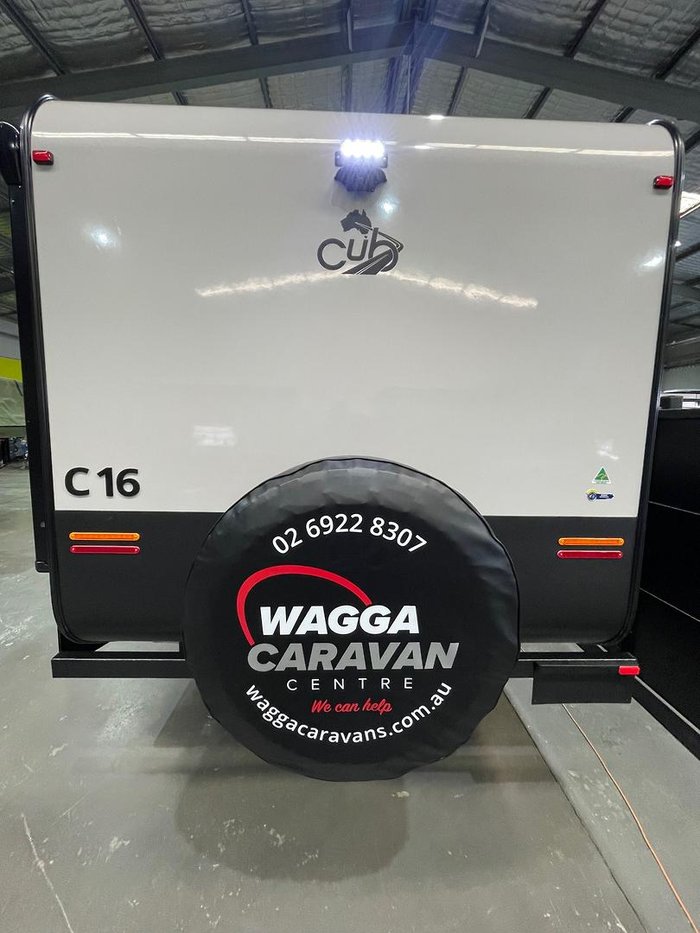 Cub
C 16
02 6922 8307
WAGGA
CARAVAN
CENTRE
We can help
waggacaravans.com.au